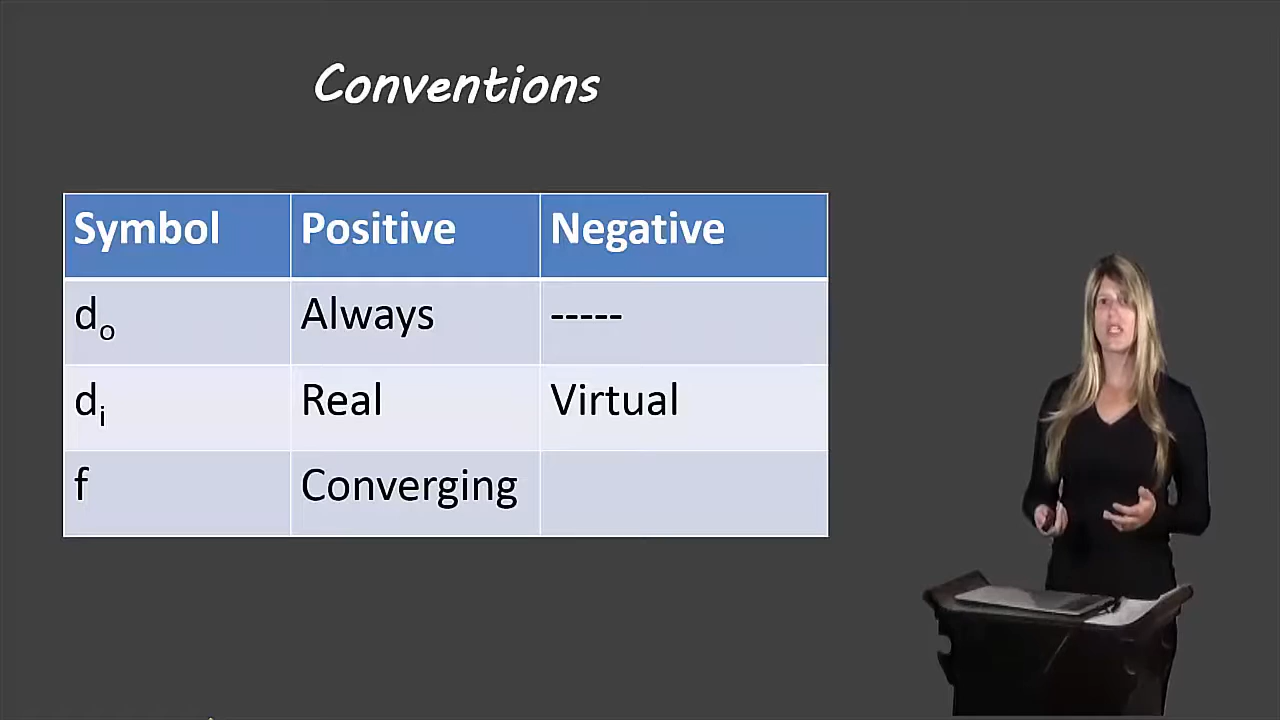 Conventions
Symbol Positive Negative
do Always -----
di Real Virtual
f Converging